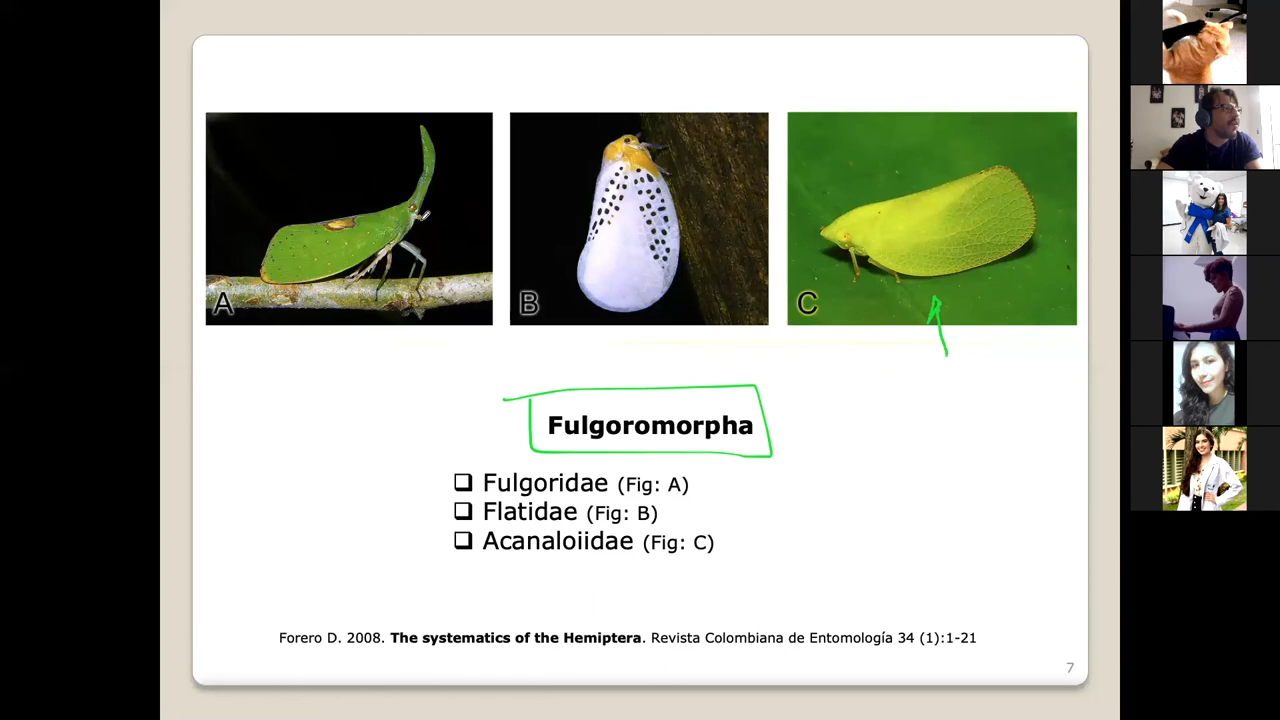 A
B
C
Fulgoromorpha
❑ Fulgoridae (Fig: A)
❑ Flatidae (Fig: B)
❑ Acanaloiidae (Fig: C)
Forero D. 2008. The systematics of the Hemiptera. Revista Colombiana de Entomología 34 (1):1-21
7